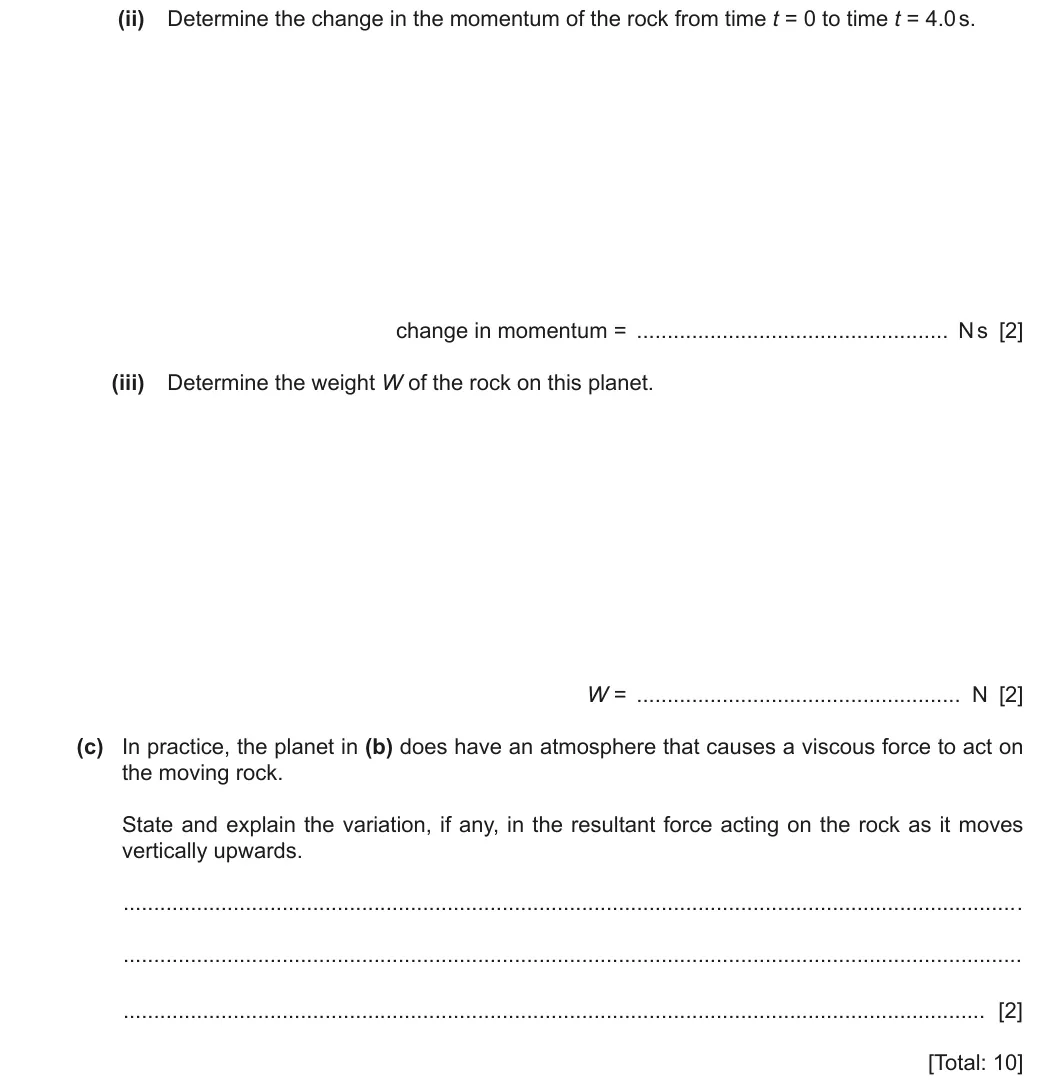 (ii) Determine the change in the momentum of the rock from time t = 0 to time t = 4.0 s.
change in momentum = .................................................. N s [2]
(iii) Determine the weight W of the rock on this planet.
W = .................................................... N [2]
(c) In practice, the planet in (b) does have an atmosphere that causes a viscous force to act on
the moving rock.
State and explain the variation, if any, in the resultant force acting on the rock as it moves
vertically upwards.
..........................................................................................................................................
..........................................................................................................................................
.................................................................................................................................... [2]
[Total: 10]